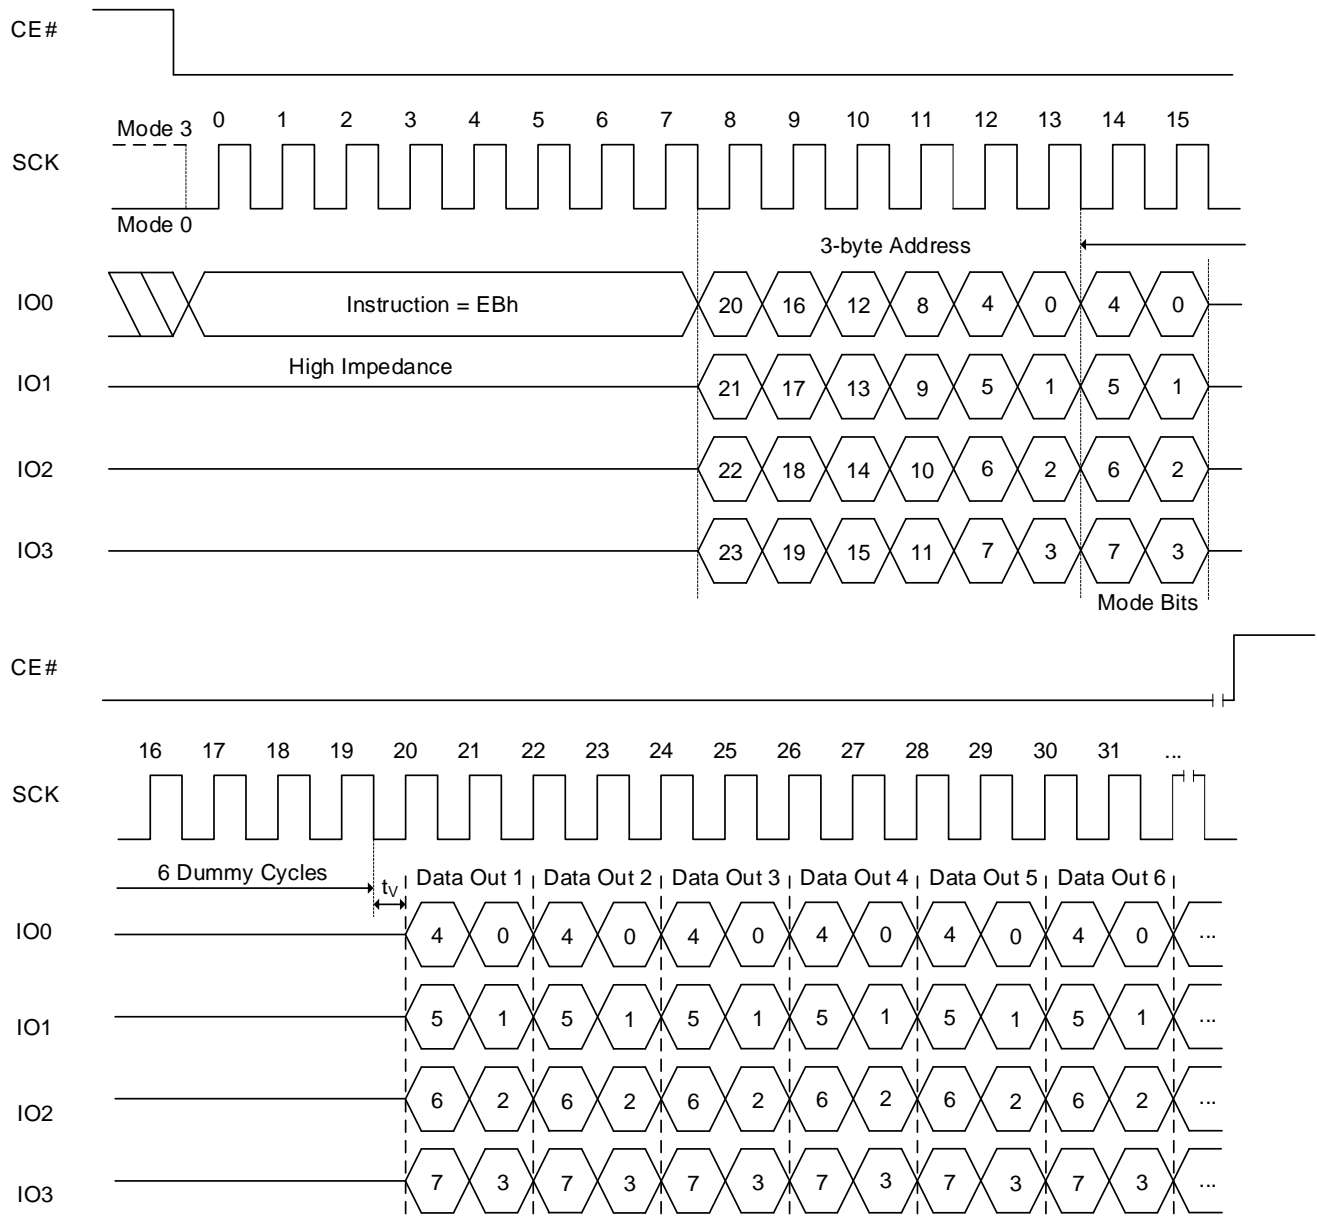 CE#
Mode 3 0 1 2 3 4 5 6 7 8 9 10 11 12 13 14 15
SCK
Mode 0
3-byte Address
IO0 Instruction = EBh 20 16 12 8 4 0 4 0
High Impedance
IO1 21 17 13 9 5 1 5 1
IO2 22 18 14 10 6 2 6 2
IO3 23 19 15 11 7 3 7 3
Mode Bits
CE#
16 17 18 19 20 21 22 23 24 25 26 27 28 29 30 31 ...
SCK
6 Dummy Cycles tV Data Out 1 Data Out 2 Data Out 3 Data Out 4 Data Out 5 Data Out 6
IO0 4 0 4 0 4 0 4 0 4 0 4 0 ...
IO1 5 1 5 1 5 1 5 1 5 1 5 1 ...
IO2 6 2 6 2 6 2 6 2 6 2 6 2 ...
IO3 7 3 7 3 7 3 7 3 7 3 7 3 ...